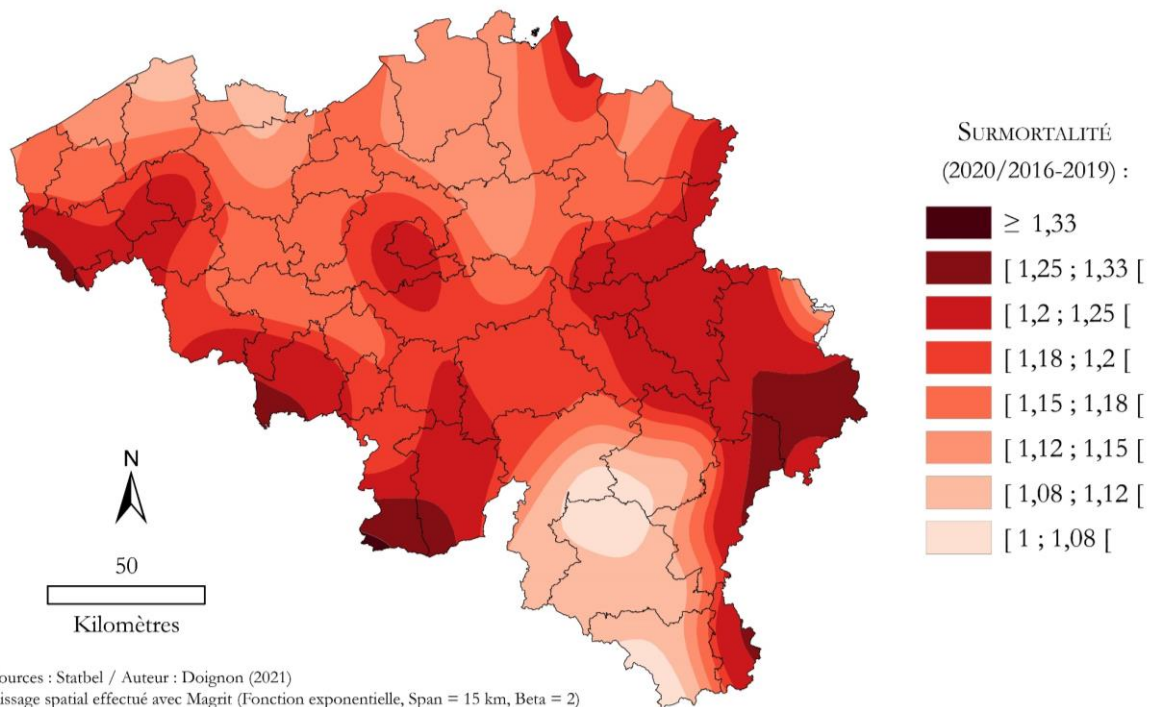 SURMORTALITÉ
(2020/2016-2019) :
≥ 1,33
[ 1,25 ; 1,33 [
[ 1,2 ; 1,25 [
[ 1,18 ; 1,2 [
[ 1,15 ; 1,18 [
[ 1,12 ; 1,15 [
[ 1,08 ; 1,12 [
[ 1 ; 1,08 [
N
50
Kilomètres
ources : Statbel / Auteur : Doignon (2021)
issage spatial effectué avec Magrit (Fonction exponentielle, Span = 15 km, Beta = 2)